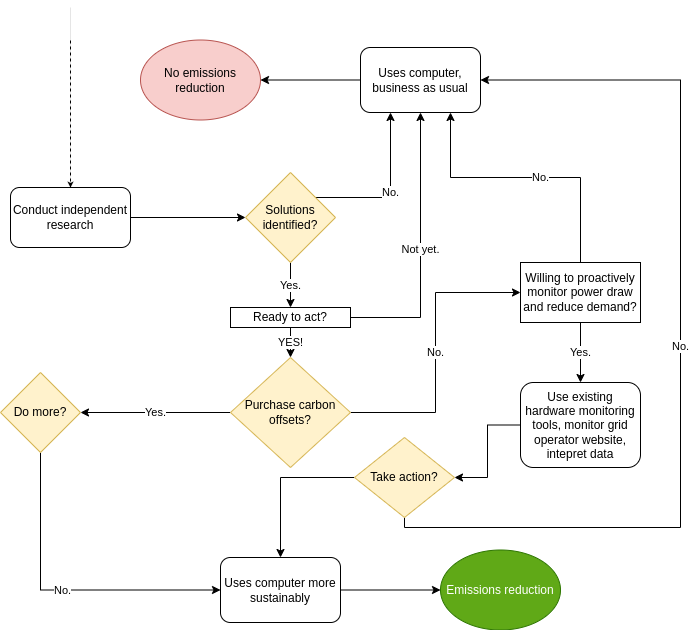 No emissions
reduction
Uses computer,
business as usual
Conduct independent
research
Solutions
identified?
No.
No.
Not yet.
Yes.
Ready to act?
Willing to proactively
monitor power draw
and reduce demand?
YES!
No.
Yes.
No.
Do more?
Yes.
Purchase carbon
offsets?
Use existing
hardware monitoring
tools, monitor grid
operator website,
intepret data
Take action?
No.
Uses computer more
sustainably
Emissions reduction